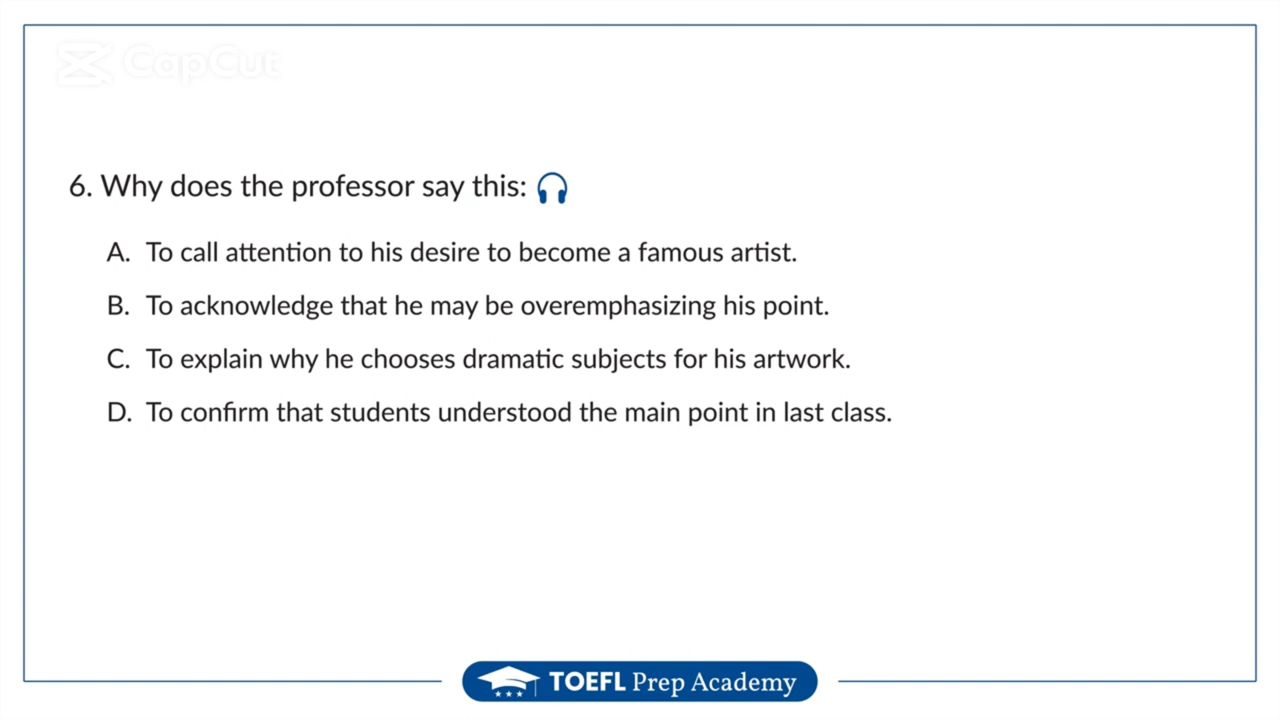 CapCut
6. Why does the professor say this:
A. To call attention to his desire to become a famous artist.
B. To acknowledge that he may be overemphasizing his point.
C. To explain why he chooses dramatic subjects for his artwork.
D. To confirm that students understood the main point in last class.
TOEFL Prep Academy